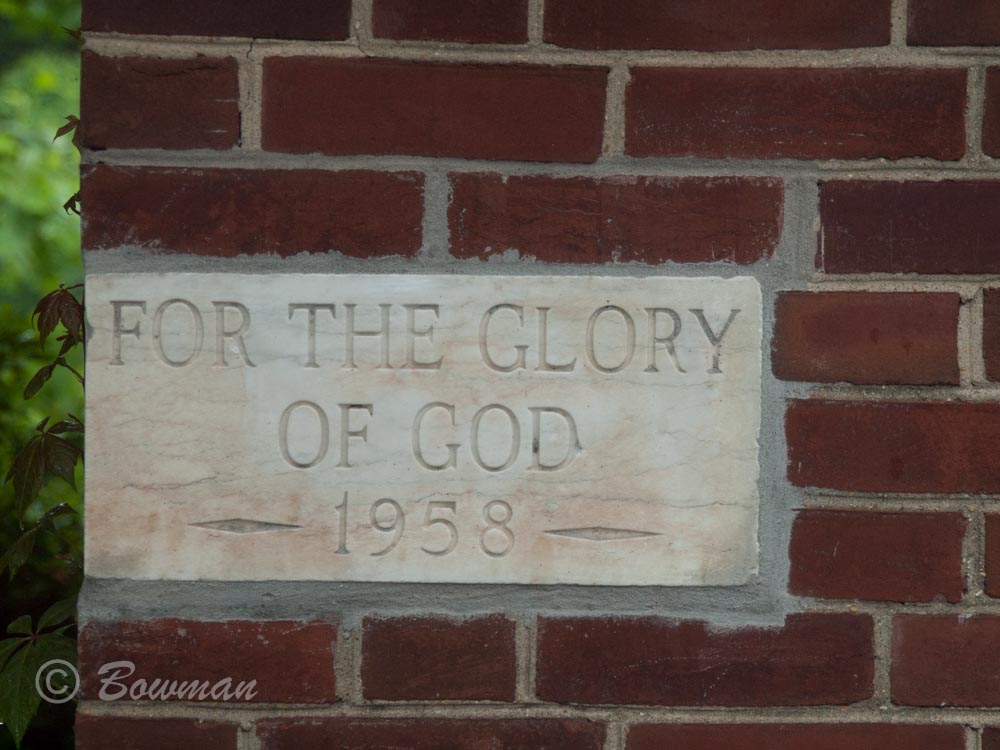 FOR THE GLORY
OF GOD
1958
© Bowman